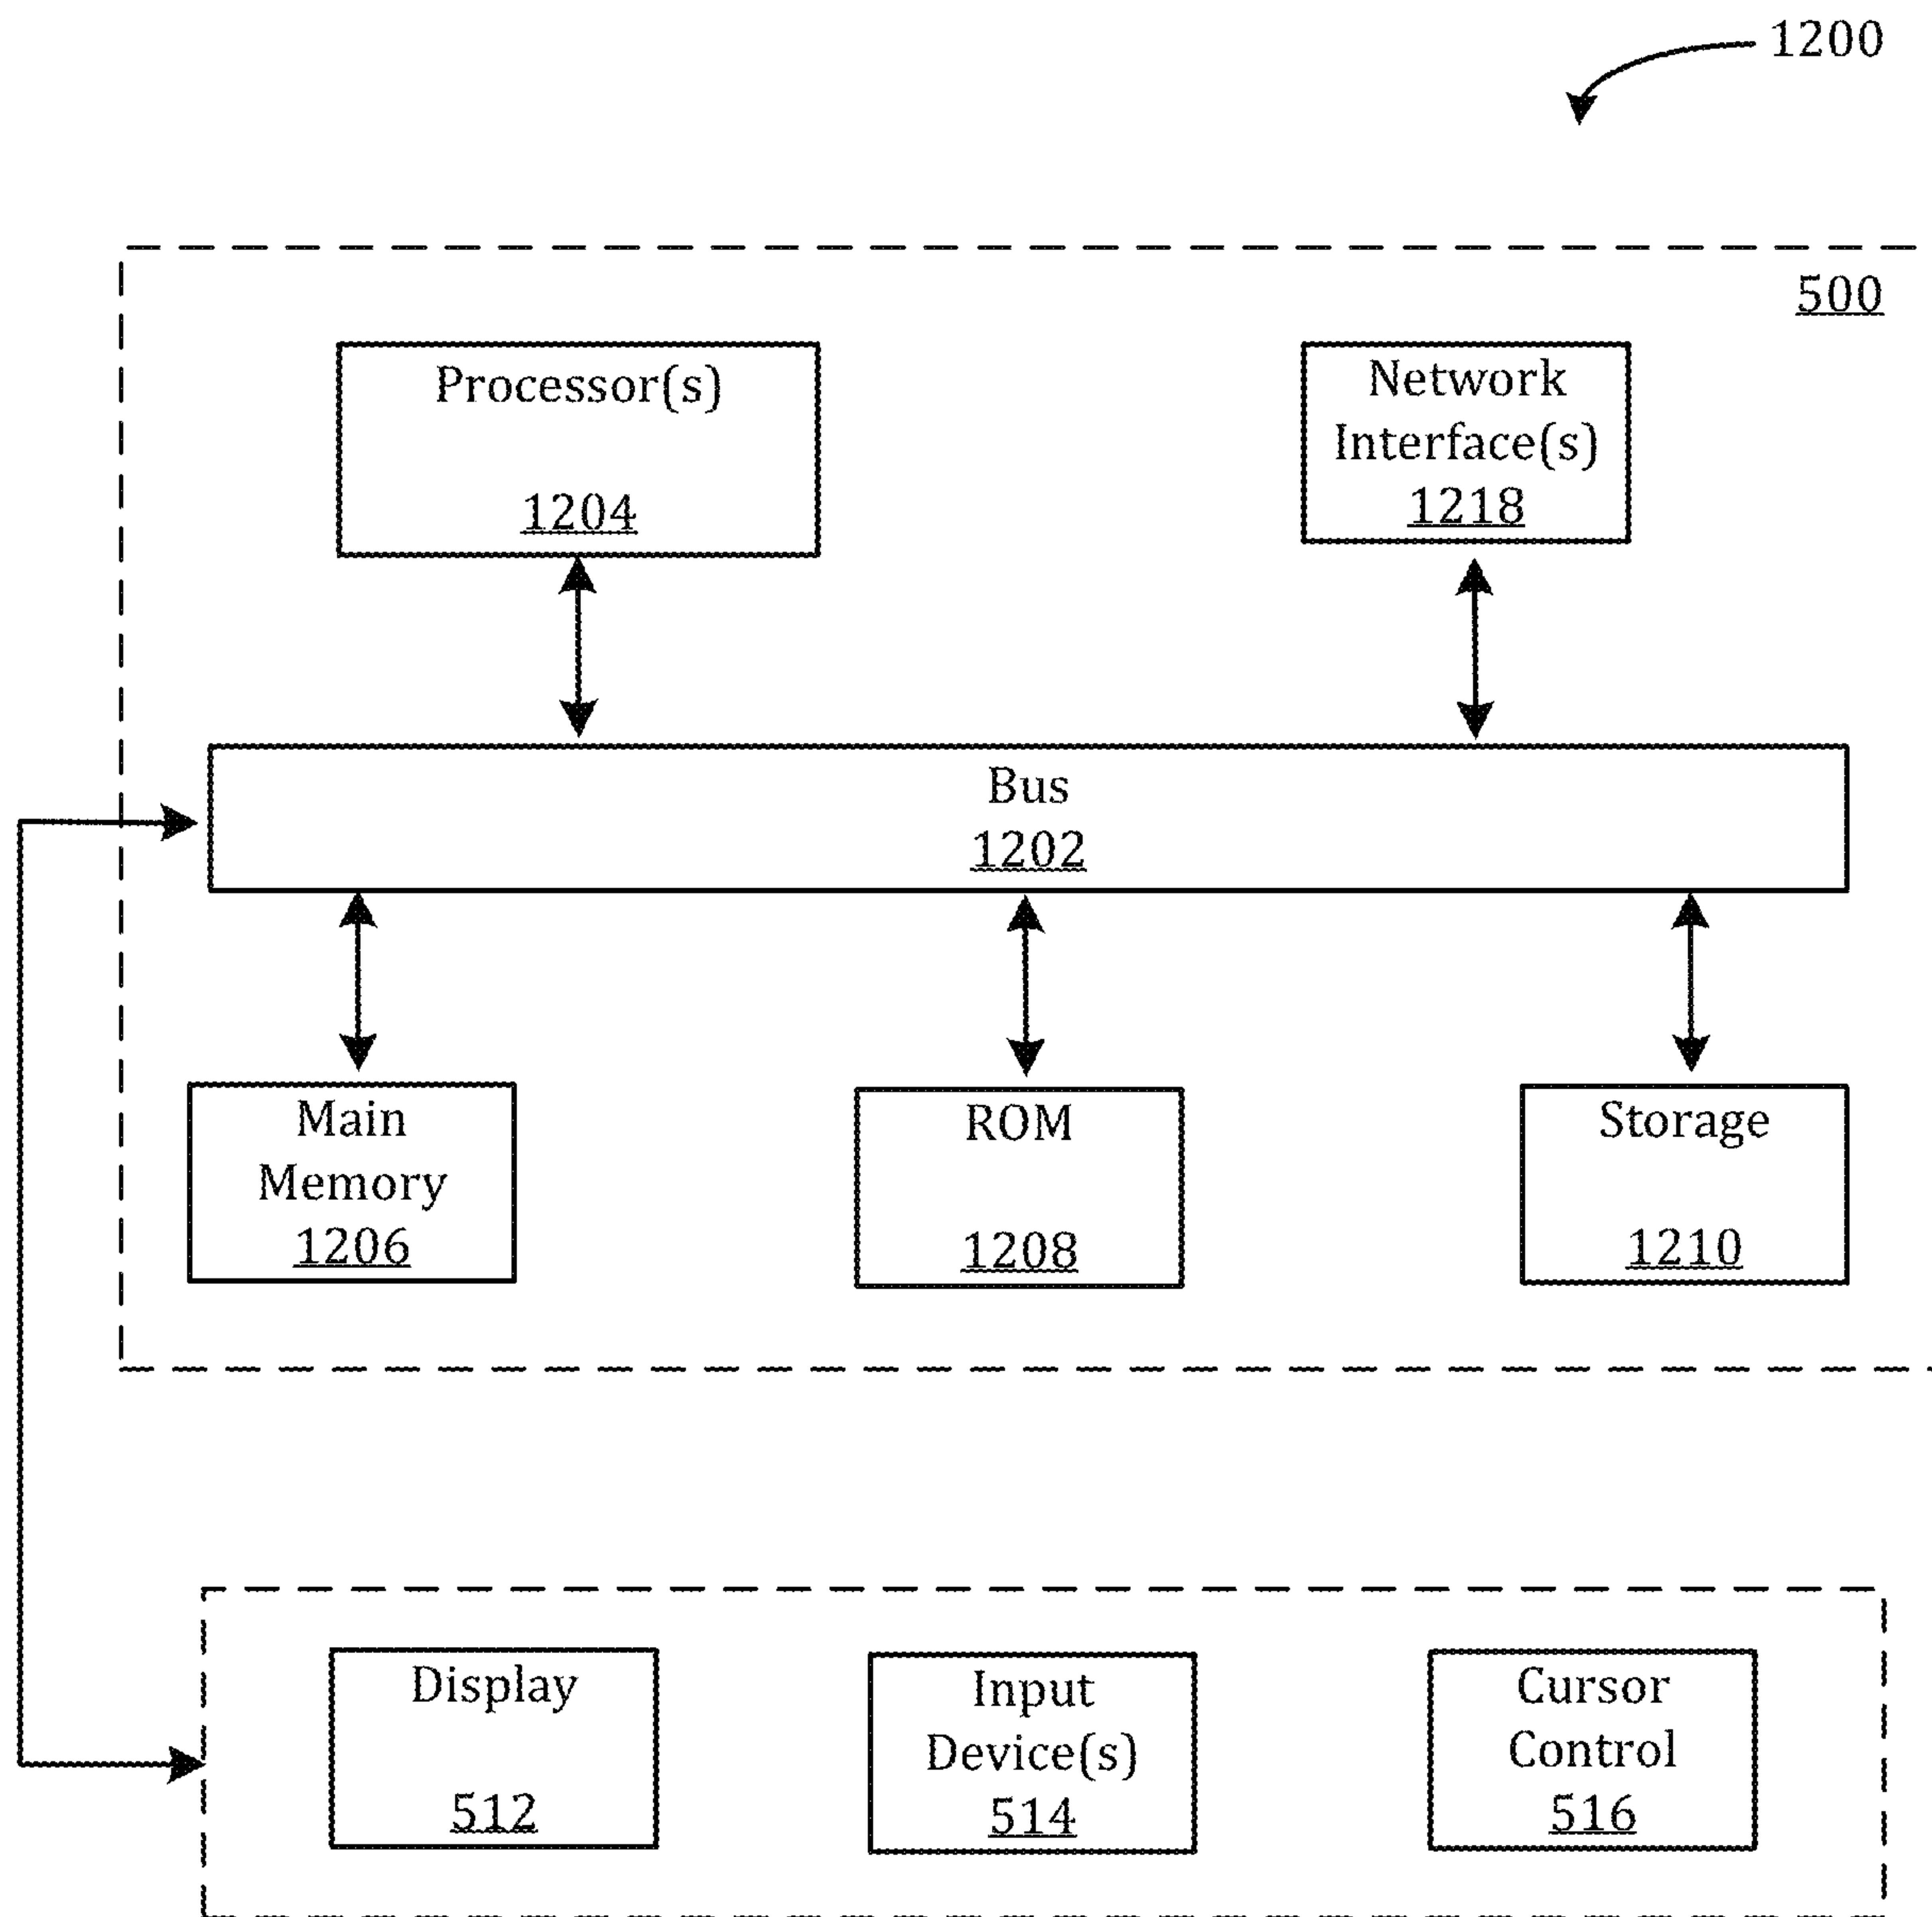 1200
500
Processor(s)
1204
Network
Interface(s)
1218
Bus
1202
Main
Memory
1206
ROM
1208
Storage
1210
Display
512
Input
Device(s)
514
Cursor
Control
516